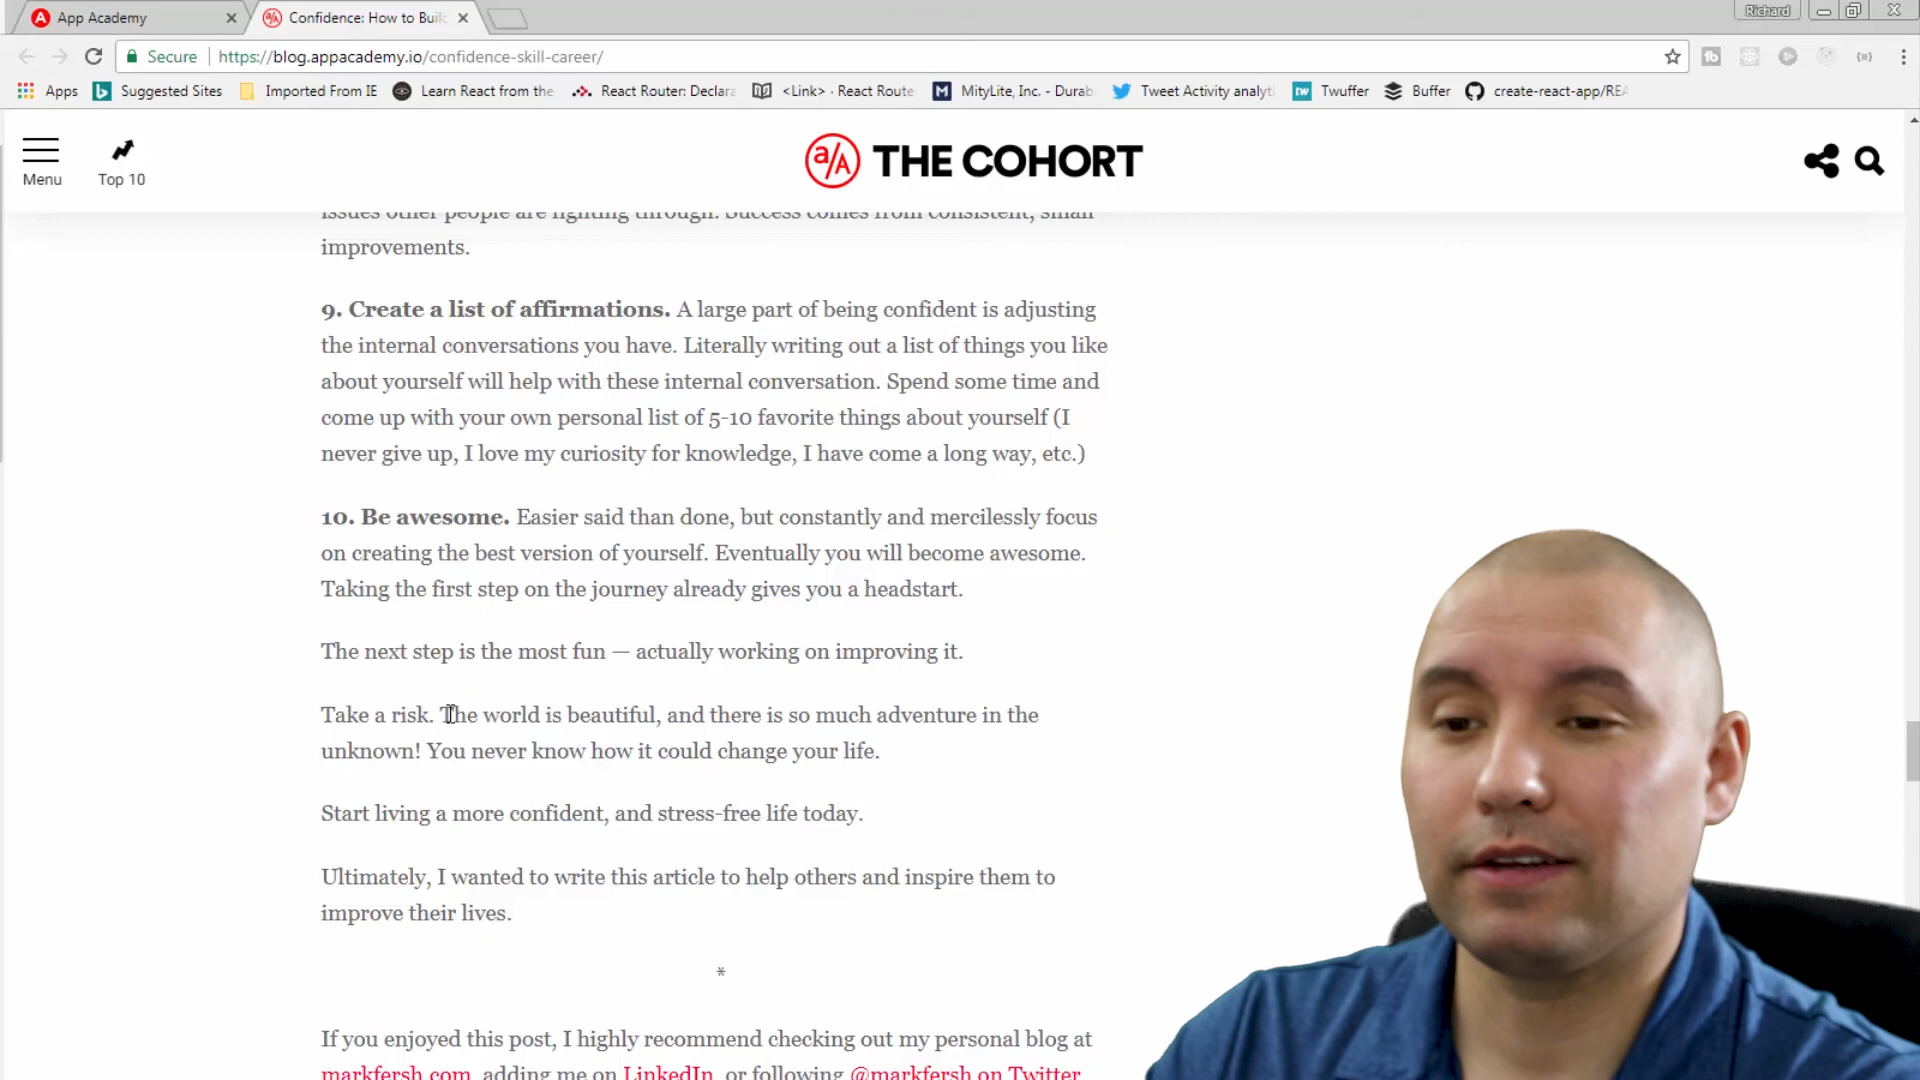 App Academy
Confidence: How to Buil
Richard
Secure
https://blog.appacademy.io/confidence-skill-career/
Apps
Suggested Sites
Imported From IE
Learn React from the
React Router: Declara
<Link> · React Route
MityLite, Inc. - Durab
Tweet Activity analyti
Twuffer
Buffer
create-react-app/REA
Menu
Top 10
a/A THE COHORT
issues other people are fighting through. Success comes from consistent, small
improvements.
9. Create a list of affirmations. A large part of being confident is adjusting
the internal conversations you have. Literally writing out a list of things you like
about yourself will help with these internal conversation. Spend some time and
come up with your own personal list of 5-10 favorite things about yourself (I
never give up, I love my curiosity for knowledge, I have come a long way, etc.)
10. Be awesome. Easier said than done, but constantly and mercilessly focus
on creating the best version of yourself. Eventually you will become awesome.
Taking the first step on the journey already gives you a headstart.
The next step is the most fun — actually working on improving it.
Take a risk. The world is beautiful, and there is so much adventure in the
unknown! You never know how it could change your life.
Start living a more confident, and stress-free life today.
Ultimately, I wanted to write this article to help others and inspire them to
improve their lives.
*
If you enjoyed this post, I highly recommend checking out my personal blog at
markfersh.com, adding me on LinkedIn, or following @markfersh on Twitter